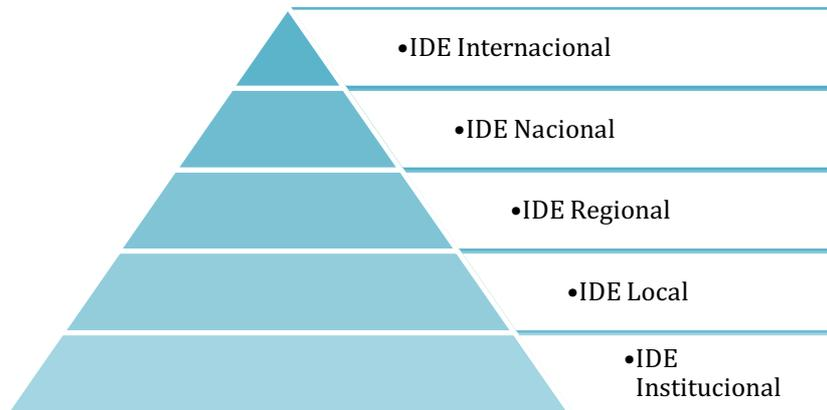 •IDE Internacional
•IDE Nacional
•IDE Regional
•IDE Local
•IDE
Institucional